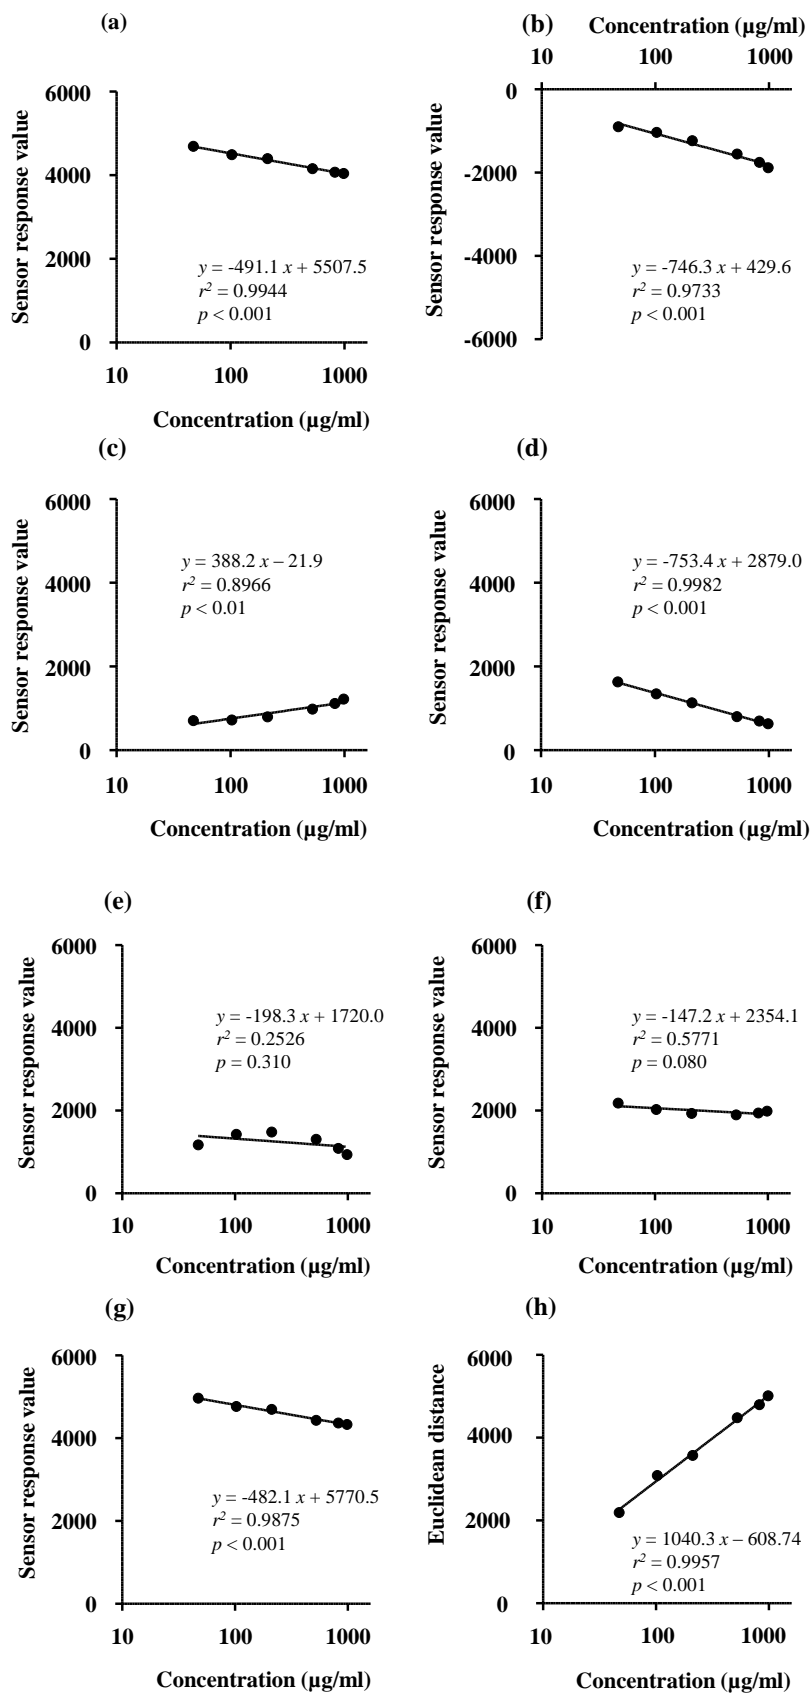 (a)
Sensor response value
6000
4000
2000
0
y = -491.1 x + 5507.5
r² = 0.9944
p < 0.001
10 100 1000
Concentration (µg/ml)
(b)
Concentration (µg/ml)
10 100 1000
Sensor response value
0
-2000
-4000
-6000
y = -746.3 x + 429.6
r² = 0.9733
p < 0.001
(c)
Sensor response value
6000
4000
2000
0
y = 388.2 x – 21.9
r² = 0.8966
p < 0.01
10 100 1000
Concentration (µg/ml)
(d)
Sensor response value
6000
4000
2000
0
y = -753.4 x + 2879.0
r² = 0.9982
p < 0.001
10 100 1000
Concentration (µg/ml)
(e)
Sensor response value
6000
4000
2000
0
y = -198.3 x + 1720.0
r² = 0.2526
p = 0.310
10 100 1000
Concentration (µg/ml)
(f)
Sensor response value
6000
4000
2000
0
y = -147.2 x + 2354.1
r² = 0.5771
p = 0.080
10 100 1000
Concentration (µg/ml)
(g)
Sensor response value
6000
4000
2000
0
y = -482.1 x + 5770.5
r² = 0.9875
p < 0.001
10 100 1000
Concentration (µg/ml)
(h)
Euclidean distance
6000
4000
2000
0
y = 1040.3 x – 608.74
r² = 0.9957
p < 0.001
10 100 1000
Concentration (µg/ml)